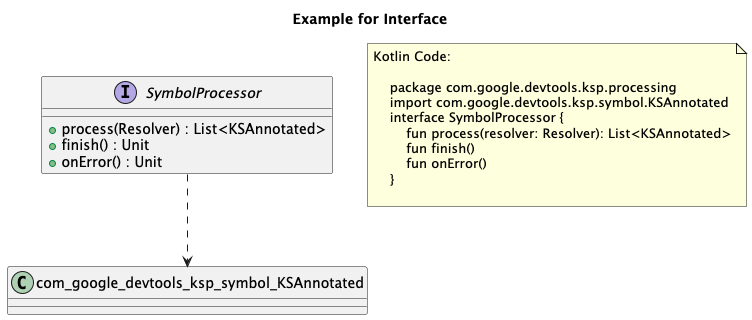 Example for Interface
I SymbolProcessor
process(Resolver) : List<KSAnnotated>
finish() : Unit
onError() : Unit
C com_google_devtools_ksp_symbol_KSAnnotated
Kotlin Code:
package com.google.devtools.ksp.processing
import com.google.devtools.ksp.symbol.KSAnnotated
interface SymbolProcessor {
fun process(resolver: Resolver): List<KSAnnotated>
fun finish()
fun onError()
}